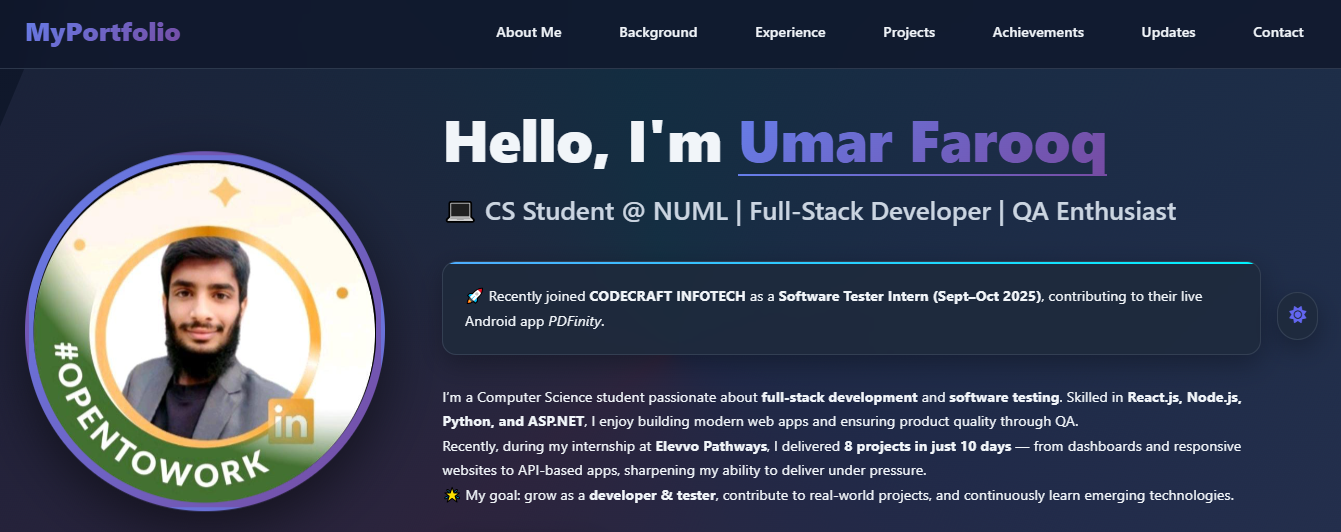 MyPortfolio
About Me
Background
Experience
Projects
Achievements
Updates
Contact
Hello, I'm Umar Farooq
💻 CS Student @ NUML | Full-Stack Developer | QA Enthusiast
🚀 Recently joined CODECRAFT INFOTECH as a Software Tester Intern (Sept–Oct 2025), contributing to their live
Android app PDFinity.
I'm a Computer Science student passionate about full-stack development and software testing. Skilled in React.js, Node.js,
Python, and ASP.NET, I enjoy building modern web apps and ensuring product quality through QA.
Recently, during my internship at Elevvo Pathways, I delivered 8 projects in just 10 days — from dashboards and responsive
websites to API-based apps, sharpening my ability to deliver under pressure.
🌟 My goal: grow as a developer & tester, contribute to real-world projects, and continuously learn emerging technologies.
#OPENTOWORK
in